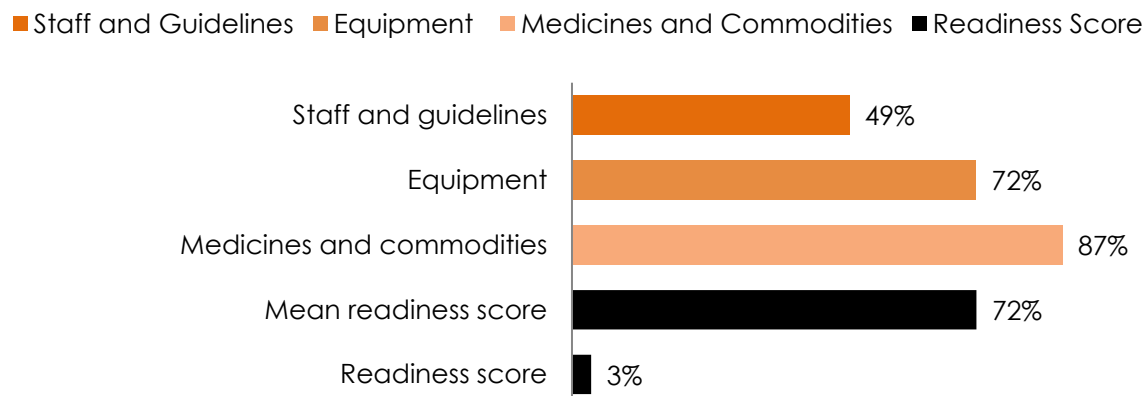 Staff and Guidelines Equipment Medicines and Commodities Readiness Score
Staff and guidelines 49%
Equipment 72%
Medicines and commodities 87%
Mean readiness score 72%
Readiness score 3%